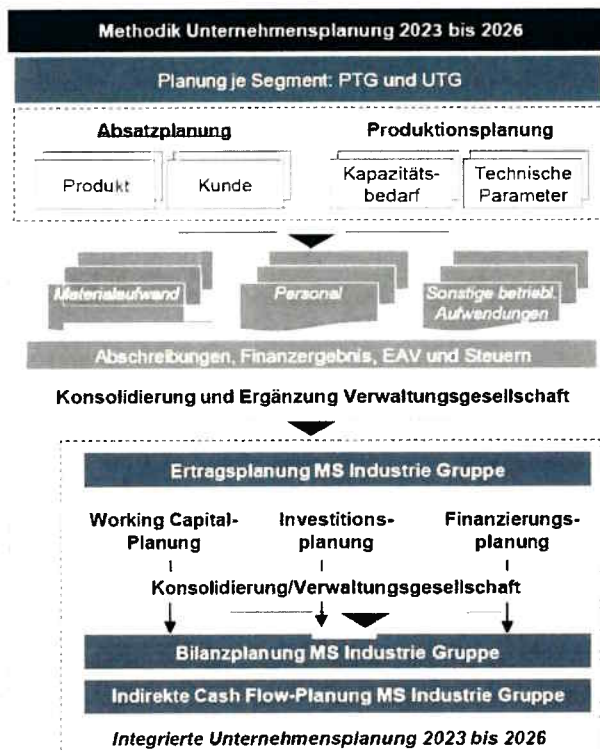 Methodik Unternehmensplanung 2023 bis 2026
Planung je Segment: PTG und UTG
Absatzplanung
Produktionsplanung
Produkt
Kunde
Kapazitäts-
bedarf
Technische
Parameter
Materialaufwand
Personal
Sonstige betriebl.
Aufwendungen
Abschreibungen, Finanzergebnis, EAV und Steuern
Konsolidierung und Ergänzung Verwaltungsgesellschaft
Ertragsplanung MS Industrie Gruppe
Working Capital-
Planung
Investitions-
planung
Finanzierungs-
planung
Konsolidierung/Verwaltungsgesellschaft
Bilanzplanung MS Industrie Gruppe
Indirekte Cash Flow-Planung MS Industrie Gruppe
Integrierte Unternehmensplanung 2023 bis 2026